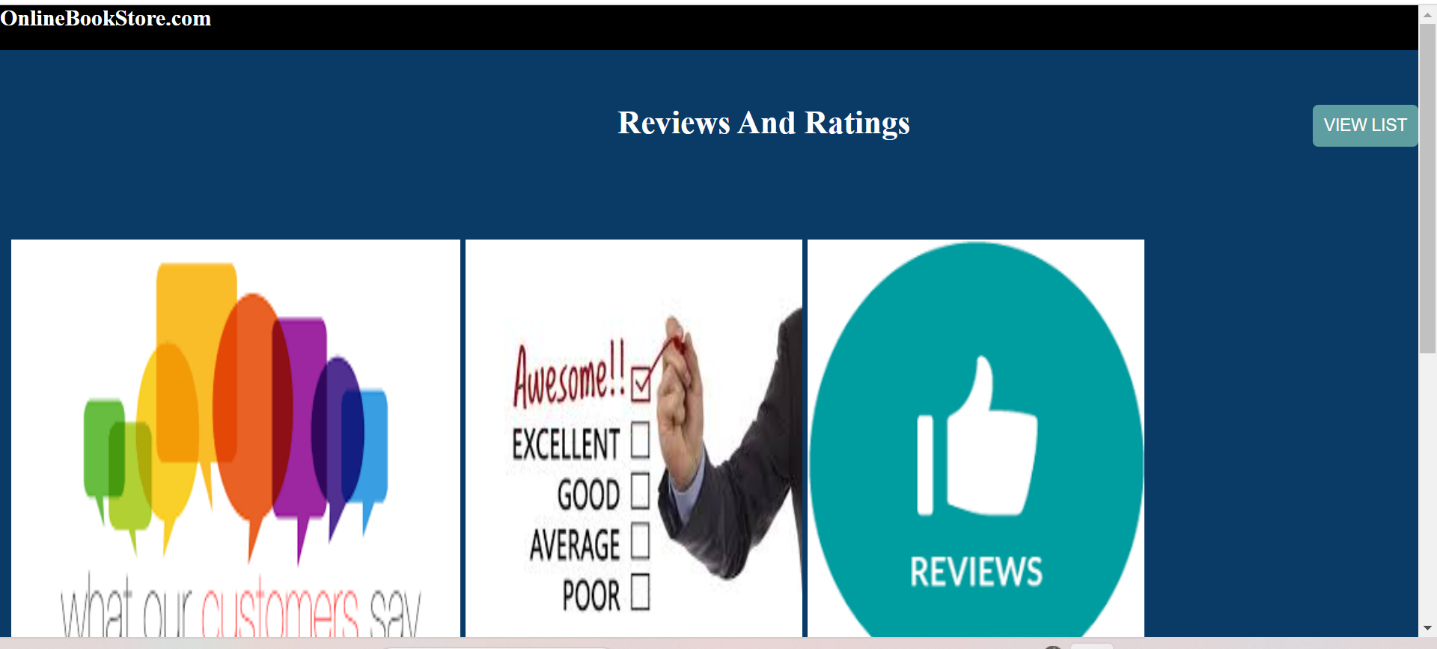 OnlineBookStore.com
Reviews And Ratings
VIEW LIST
Awesome!!
EXCELLENT
GOOD
AVERAGE
POOR
REVIEWS
what our customers say